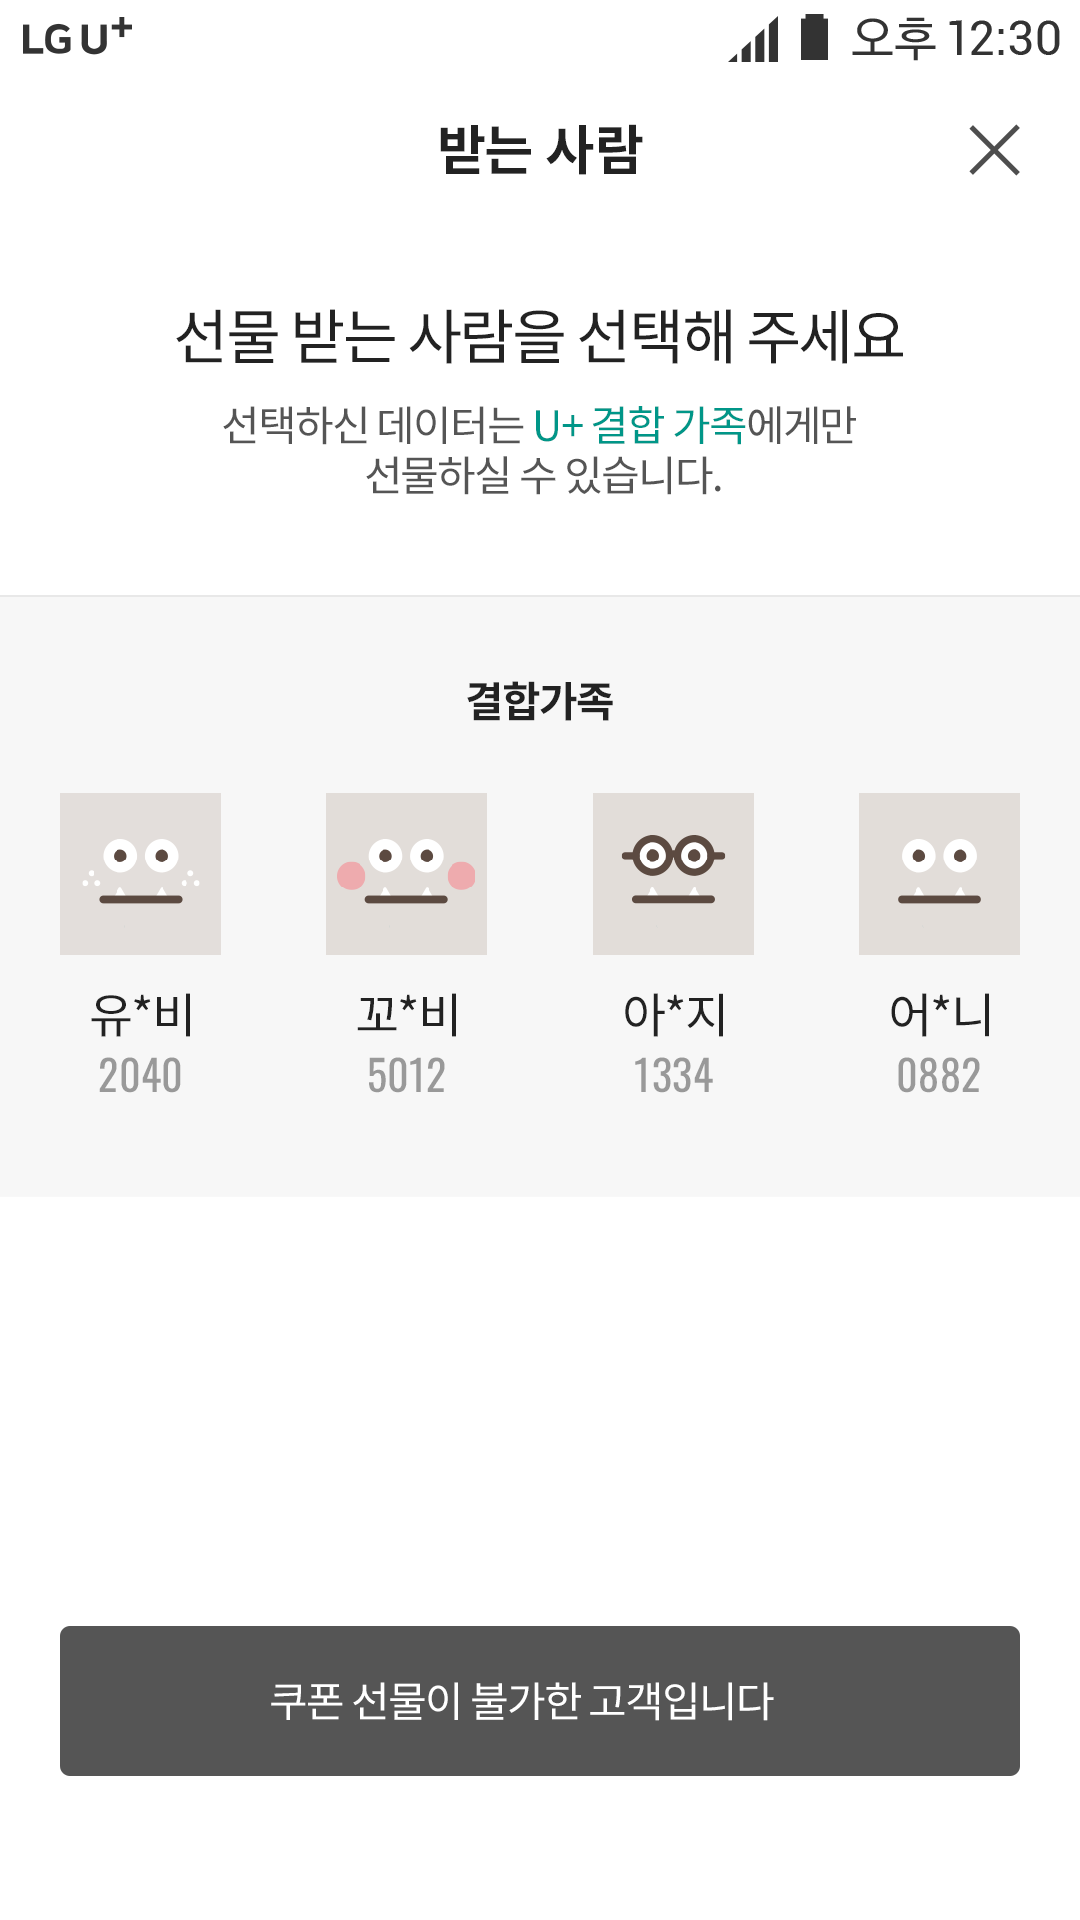 LG U+ 오후 12:30
받는 사람
선물 받는 사람을 선택해 주세요
선택하신 데이터는 U+ 결합 가족에게만
선물하실 수 있습니다.
결합가족
유*비 꼬*비 아*지 어*니
2040 5012 1334 0882
쿠폰 선물이 불가한 고객입니다